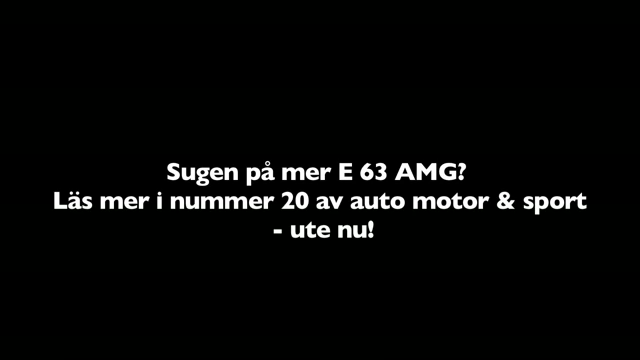 Sugen på mer E 63 AMG?
Läs mer i nummer 20 av auto motor & sport
- ute nu!